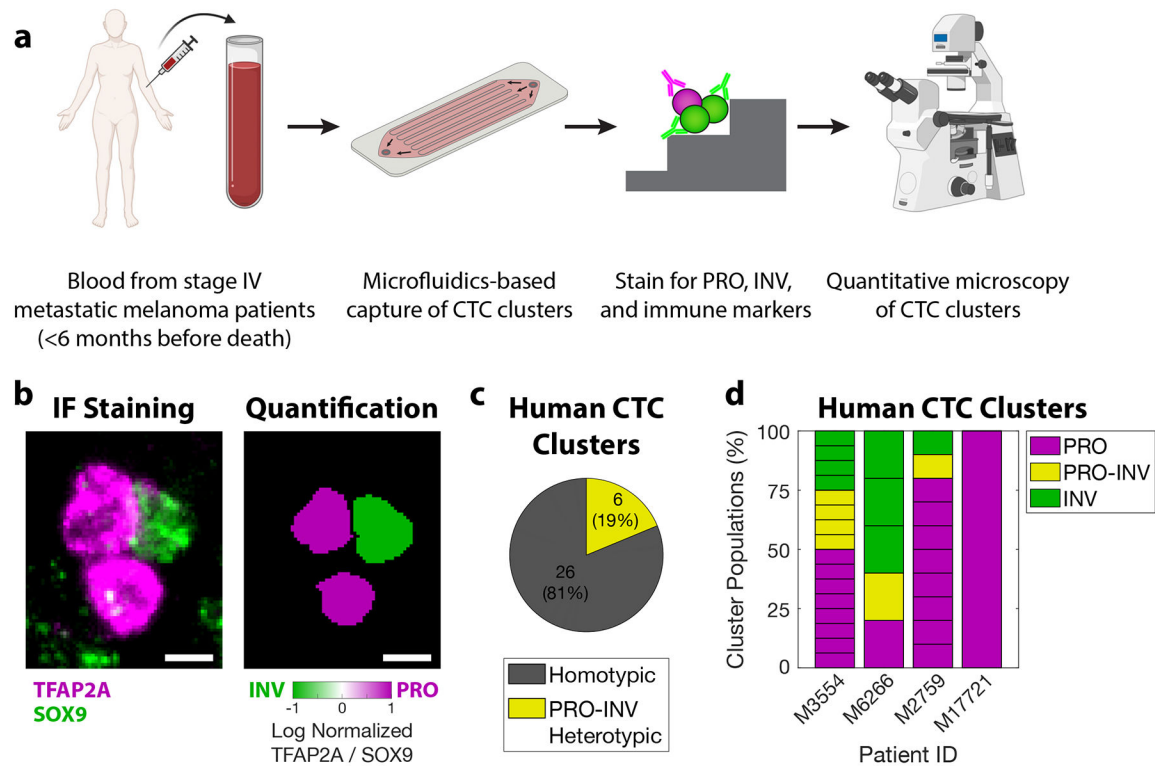 a
Blood from stage IV
metastatic melanoma patients
(<6 months before death)
Microfluidics-based
capture of CTC clusters
Stain for PRO, INV,
and immune markers
Quantitative microscopy
of CTC clusters
b
IF Staining
TFAP2A
SOX9
Quantification
INV
PRO
-1
0
1
Log Normalized
TFAP2A / SOX9
c
Human CTC
Clusters
6
(19%)
26
(81%)
Homotypic
PRO-INV
Heterotypic
d
Human CTC Clusters
Cluster Populations (%)
100
75
50
25
0
M3554
M6266
M2759
M17721
Patient ID
PRO
PRO-INV
INV